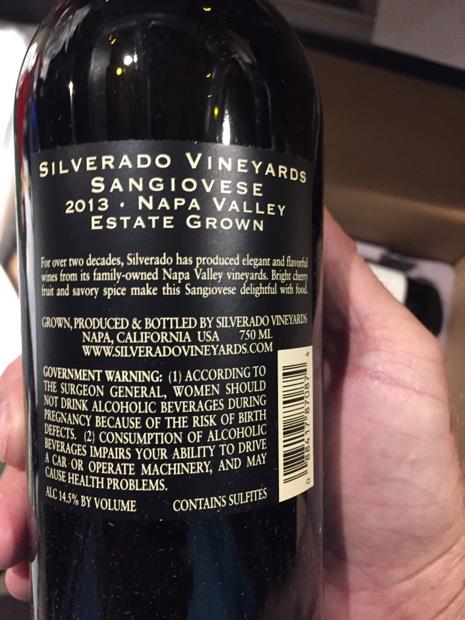 SILVERADO VINEYARDS
SANGIOVESE
2013 · NAPA VALLEY
ESTATE GROWN
For over two decades, Silverado has produced elegant and flavorful
wines from its family-owned Napa Valley vineyards. Bright cherry
fruit and savory spice make this Sangiovese delightful with food.
GROWN, PRODUCED & BOTTLED BY SILVERADO VINEYARDS
NAPA, CALIFORNIA USA 750 ML
WWW.SILVERADOVINEYARDS.COM
GOVERNMENT WARNING: (1) ACCORDING TO
THE SURGEON GENERAL, WOMEN SHOULD
NOT DRINK ALCOHOLIC BEVERAGES DURING
PREGNANCY BECAUSE OF THE RISK OF BIRTH
DEFECTS. (2) CONSUMPTION OF ALCOHOLIC
BEVERAGES IMPAIRS YOUR ABILITY TO DRIVE
A CAR OR OPERATE MACHINERY, AND MAY
CAUSE HEALTH PROBLEMS.
ALC 14.5% BY VOLUME CONTAINS SULFITES